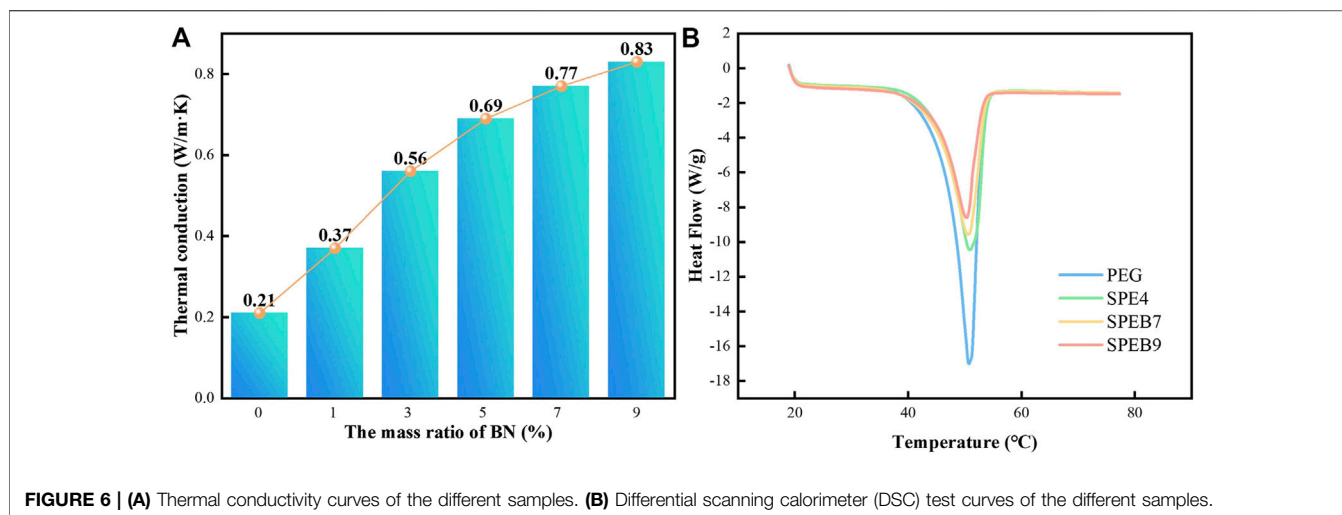 A
Thermal conduction (W/m·K)
0.8
0.6
0.4
0.2
0.0
0.21
0.37
0.56
0.69
0.77
0.83
0 1 3 5 7 9
The mass ratio of BN (%)
B
Heat Flow (W/g)
2
0
-2
-4
-6
-8
-10
-12
-14
-16
-18
PEG
SPE4
SPEB7
SPEB9
20 40 60 80
Temperature (°C)
FIGURE 6 | (A) Thermal conductivity curves of the different samples. (B) Differential scanning calorimeter (DSC) test curves of the different samples.